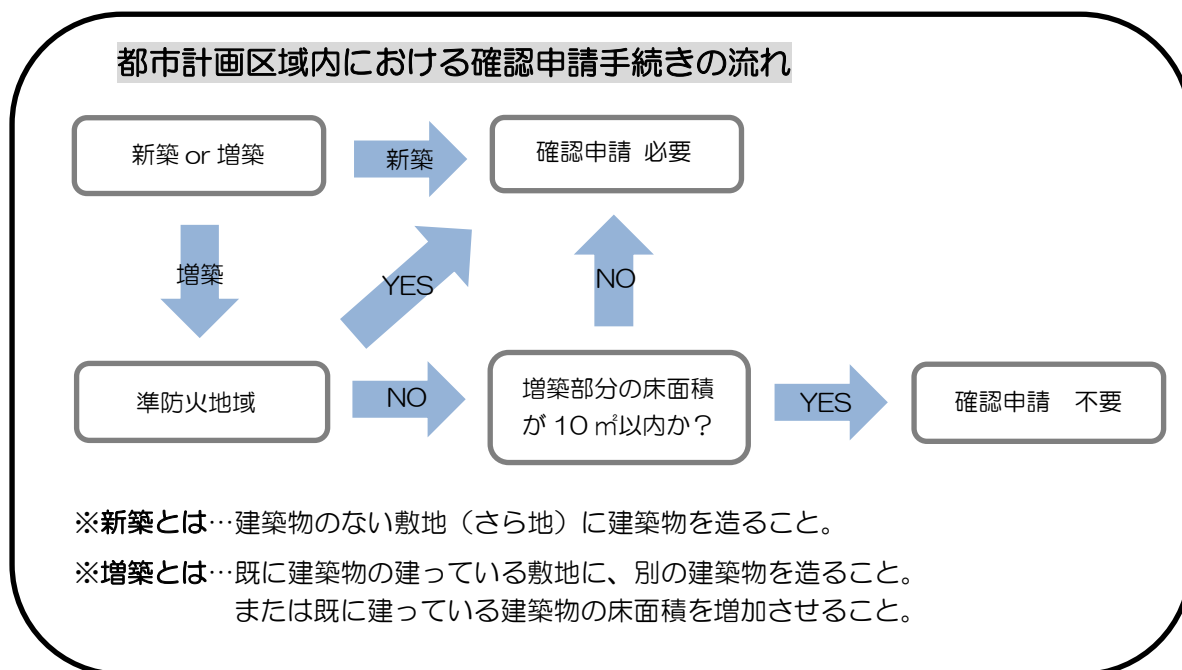 都市計画区域内における確認申請手続きの流れ
新築 or 増築
新築
確認申請 必要
増築
YES
NO
準防火地域
NO
増築部分の床面積
が 10 ㎡以内か？
YES
確認申請　不要
※新築とは…建築物のない敷地（さら地）に建築物を造ること。
※増築とは…既に建築物の建っている敷地に、別の建築物を造ること。
または既に建っている建築物の床面積を増加させること。